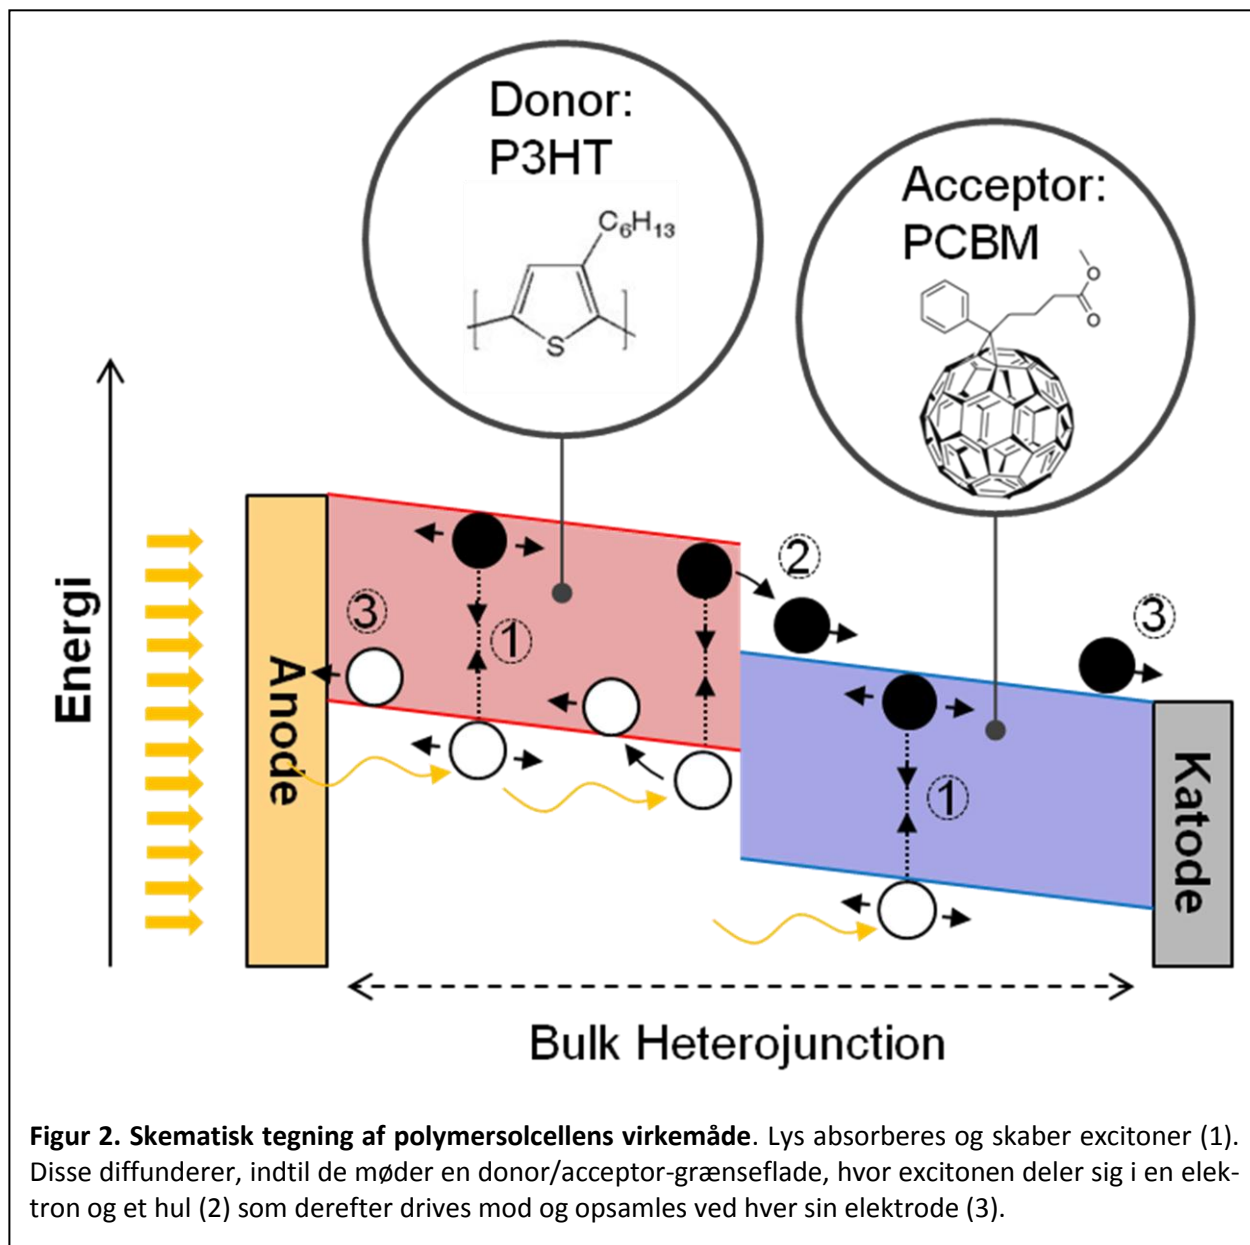 Donor:
P3HT
C6H13
S
Acceptor:
PCBM
O
O
Energi
Anode
3
1
2
3
1
Katode
Bulk Heterojunction
Figur 2. Skematisk tegning af polymersolcellens virkemåde. Lys absorberes og skaber excitoner (1).
Disse diffunderer, indtil de møder en donor/acceptor-grænseflade, hvor excitonen deler sig i en elek-
tron og et hul (2) som derefter drives mod og opsamles ved hver sin elektrode (3).